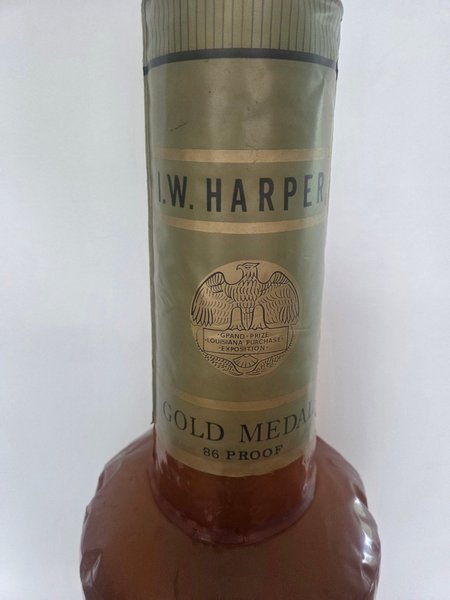 I.W. HARPER
GRAND · PRIZE
LOUISIANA PURCHASE
· EXPOSITION ·
GOLD MEDAL
86 PROOF